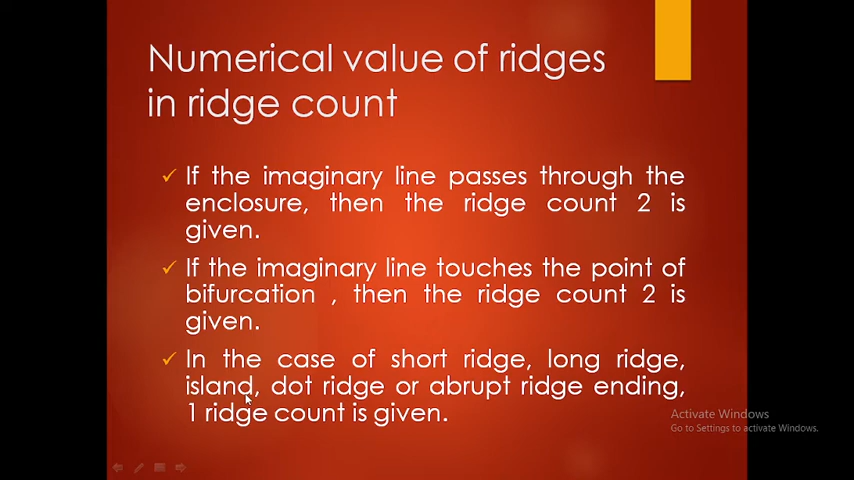 Numerical value of ridges
in ridge count
If the imaginary line passes through the
enclosure, then the ridge count 2 is
given.
If the imaginary line touches the point of
bifurcation , then the ridge count 2 is
given.
In the case of short ridge, long ridge,
island, dot ridge or abrupt ridge ending,
1 ridge count is given.
Activate Windows
Go to Settings to activate Windows.